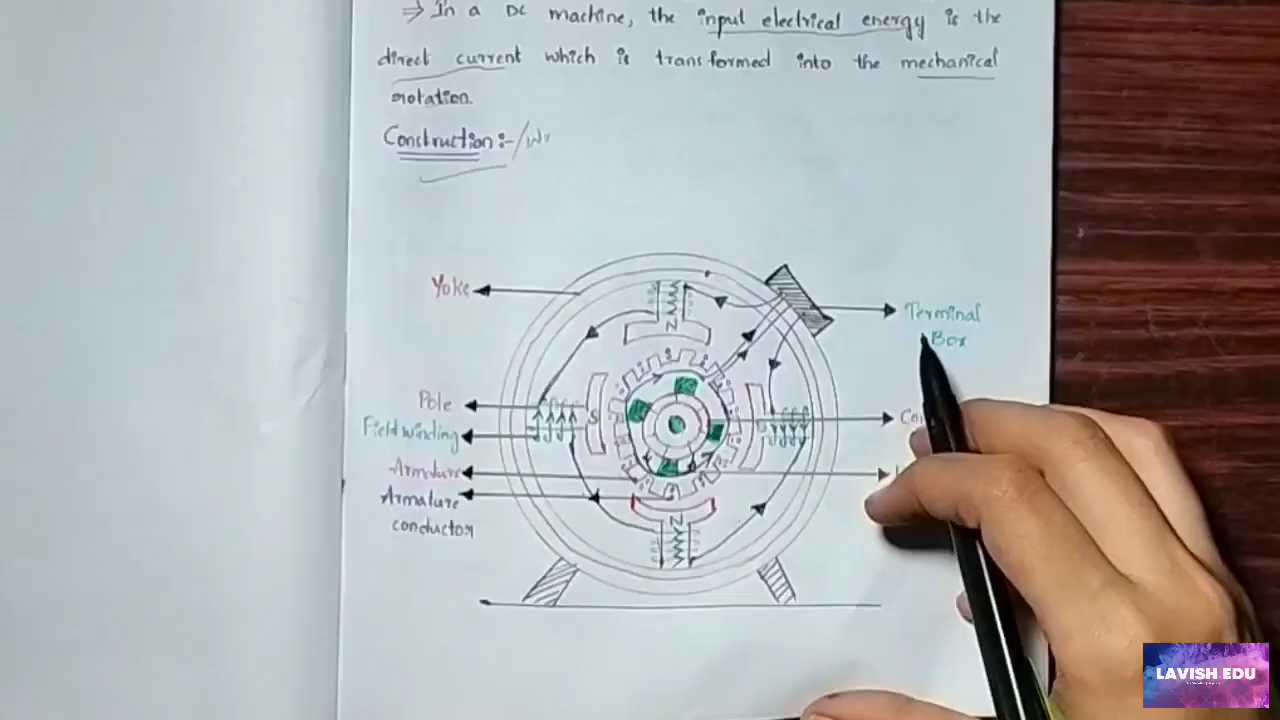 ⇒ In a DC machine, the input electrical energy is the
direct current which is transformed into the mechanical
rotation.
Construction :-
Yoke
Terminal
Box
Pole
Field winding
Armature
Armature
conductor
N
S
N
LAVISH EDU